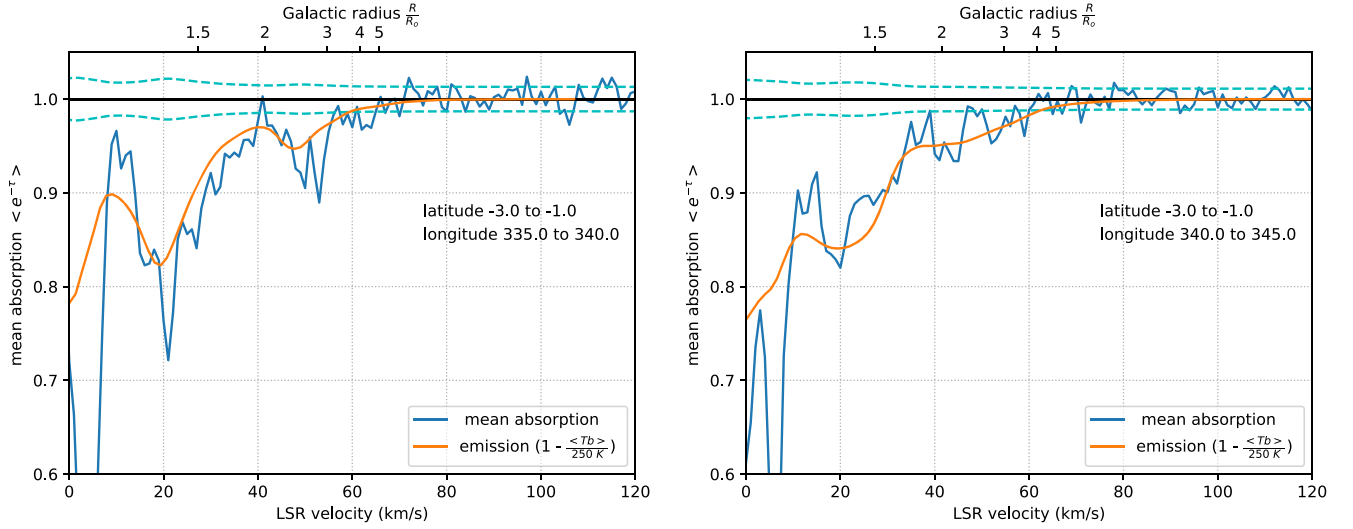 Galactic radius R/R_o
1.5 2 3 4 5
1.0
0.9
0.8
0.7
0.6
mean absorption < e^{-τ} >
latitude -3.0 to -1.0
longitude 335.0 to 340.0
mean absorption
emission (1 - <Tb>/250 K)
0 20 40 60 80 100 120
LSR velocity (km/s)
Galactic radius R/R_o
1.5 2 3 4 5
1.0
0.9
0.8
0.7
0.6
mean absorption < e^{-τ} >
latitude -3.0 to -1.0
longitude 340.0 to 345.0
mean absorption
emission (1 - <Tb>/250 K)
0 20 40 60 80 100 120
LSR velocity (km/s)